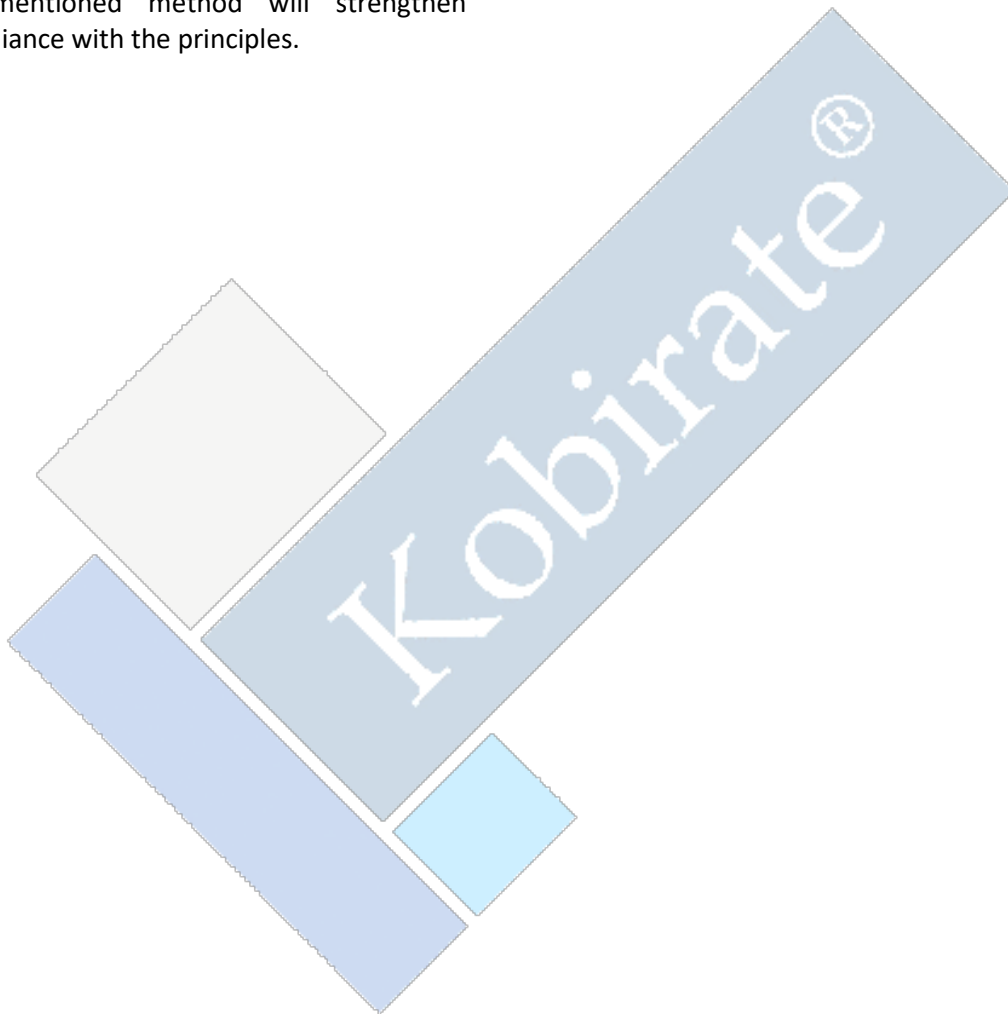 mentioned method will strengthen
iance with the principles.
Kobirate®